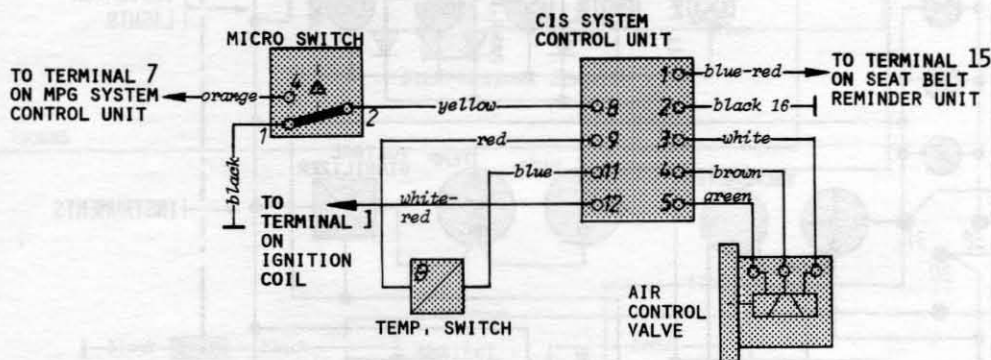 CIS SYSTEM
CONTROL UNIT
MICRO SWITCH
TO TERMINAL 7
ON MPG SYSTEM
CONTROL UNIT
orange
4
1
2
black
yellow
red
blue
white-
red
8
9
11
12
1
2
3
4
5
blue-red
black 16
white
brown
green
TO TERMINAL 15
ON SEAT BELT
REMINDER UNIT
TO
TERMINAL 1
ON
IGNITION
COIL
TEMP. SWITCH
AIR
CONTROL
VALVE